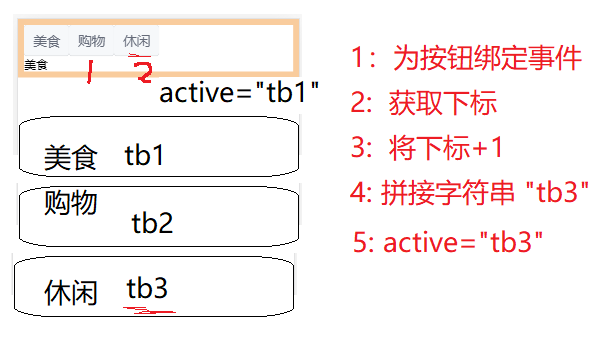 美食 购物 休闲
美食
1 2
active="tb1"
美食 tb1
购物
tb2
休闲 tb3
1：为按钮绑定事件
2：获取下标
3：将下标+1
4: 拼接字符串 "tb3"
5: active="tb3"